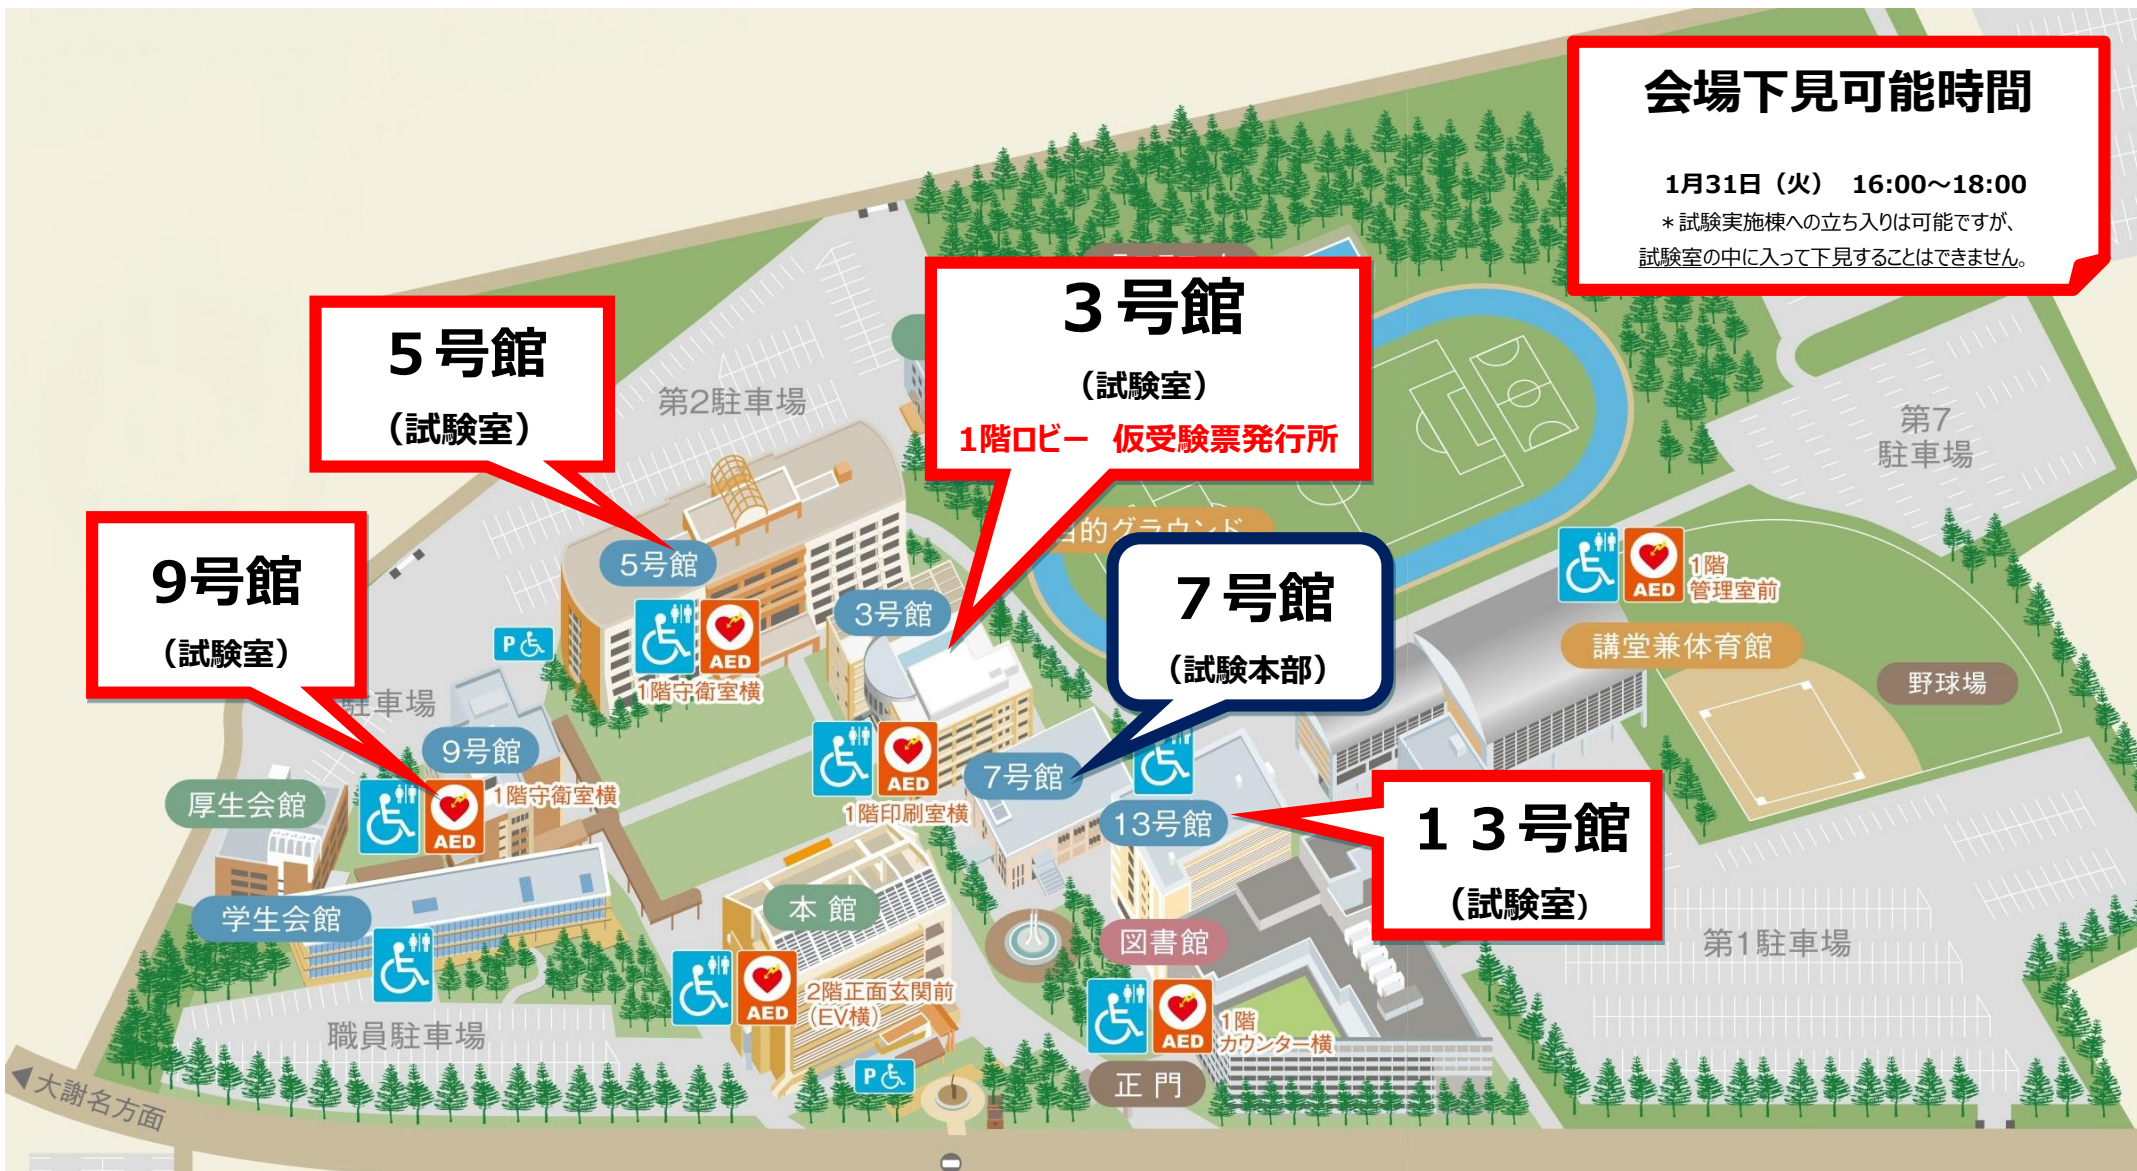 会場下見可能時間
1月31日（火） 16:00～18:00
＊試験実施棟への立ち入りは可能ですが、
試験室の中に入って下見することはできません。
３号館
（試験室）
1階ロビー 仮受験票発行所
５号館
（試験室）
第2駐車場
第7
駐車場
目的グラウンド
9号館
（試験室）
5号館
AED
1階守衛室横
P
3号館
７号館
（試験本部）
AED
1階
管理室前
講堂兼体育館
野球場
駐車場
9号館
AED
1階守衛室横
厚生会館
AED
1階印刷室横
7号館
13号館
１３号館
（試験室）
学生会館
本館
図書館
第1駐車場
AED
2階正面玄関前
（EV横）
AED
1階
カウンター横
職員駐車場
P
正門
◀大謝名方面